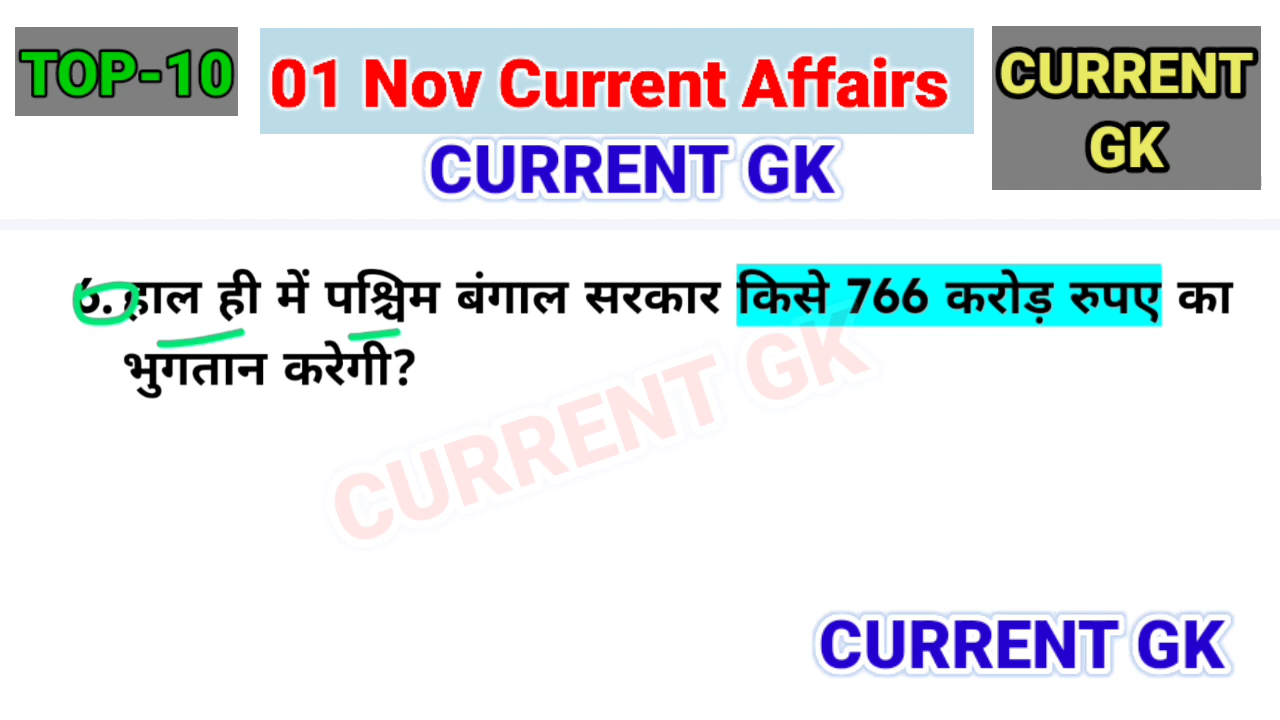 TOP-10
01 Nov Current Affairs
CURRENT
GK
CURRENT GK
6. हाल ही में पश्चिम बंगाल सरकार किसे 766 करोड़ रुपए का
भुगतान करेगी?
CURRENT GK
CURRENT GK